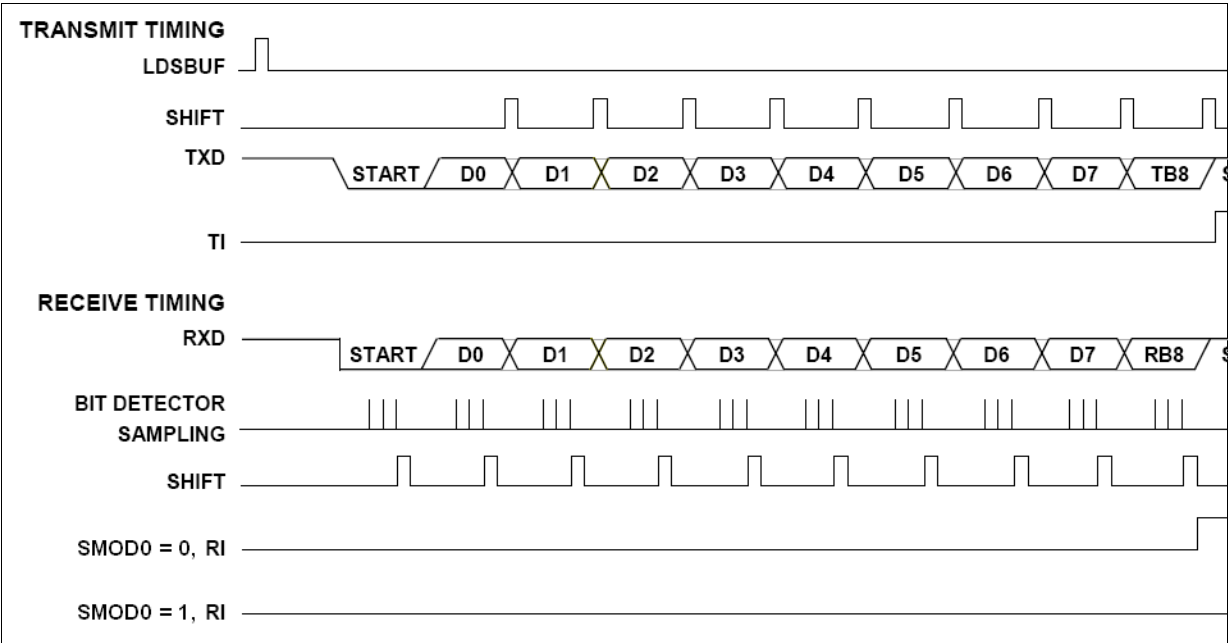 TRANSMIT TIMING
LDSBUF
SHIFT
TXD
START D0 D1 D2 D3 D4 D5 D6 D7 TB8
TI
RECEIVE TIMING
RXD
START D0 D1 D2 D3 D4 D5 D6 D7 RB8
BIT DETECTOR
SAMPLING
SHIFT
SMOD0 = 0, RI
SMOD0 = 1, RI